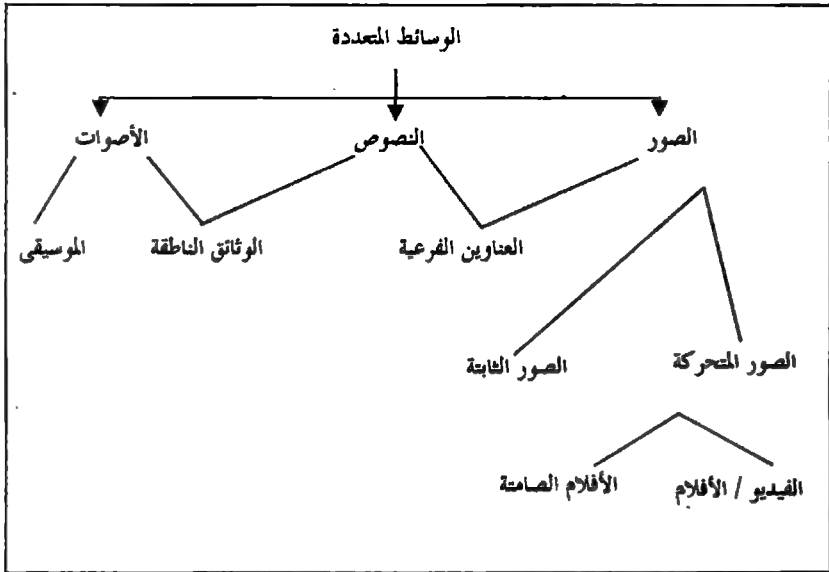 الوسائط المتعددة
الصور النصوص الأصوات
العناوين الفرعية الوثائق الناطقة الموسيقى
الصور المتحركة الصور الثابتة
الفيديو / الأفلام الأفلام الصامتة